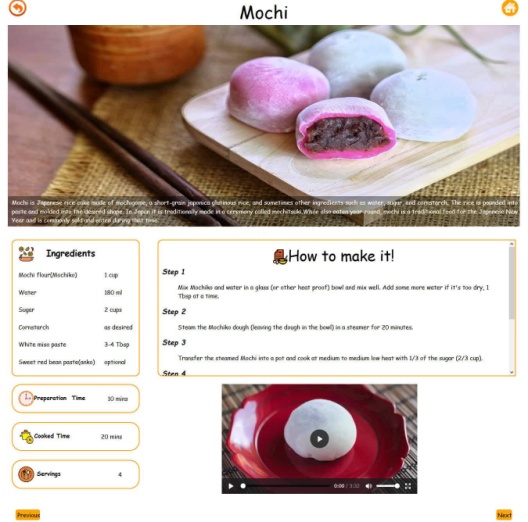 Mochi
Mochi is Japanese rice cake made of mochigome, a short-grain japonica glutinous rice, and sometimes other ingredients such as water, sugar, and cornstarch. The rice is pounded into
paste and molded into the desired shape. In Japan it is traditionally made in a ceremony called mochitsuki.While also eaten year-round, mochi is a traditional food for the Japanese New
Year and is commonly sold and eaten during that time.
Ingredients
Mochi flour(Mochiko) 1 cup
Water 180 ml
Sugar 2 cups
Cornstarch as desired
White miso paste 3-4 Tbsp
Sweet red bean paste(anko) optional
How to make it!
Step 1
Mix Mochiko and water in a glass (or other heat proof) bowl and mix well. Add some more water if it's too dry, 1
Tbsp at a time.
Step 2
Steam the Mochiko dough (leaving the dough in the bowl) in a steamer for 20 minutes.
Step 3
Transfer the steamed Mochi into a pot and cook at medium to medium low heat with 1/3 of the sugar (2/3 cup).
Step 4
Preparation Time 10 mins
Cooked Time 20 mins
Servings 4
0:00 / 3:02
Previous
Next